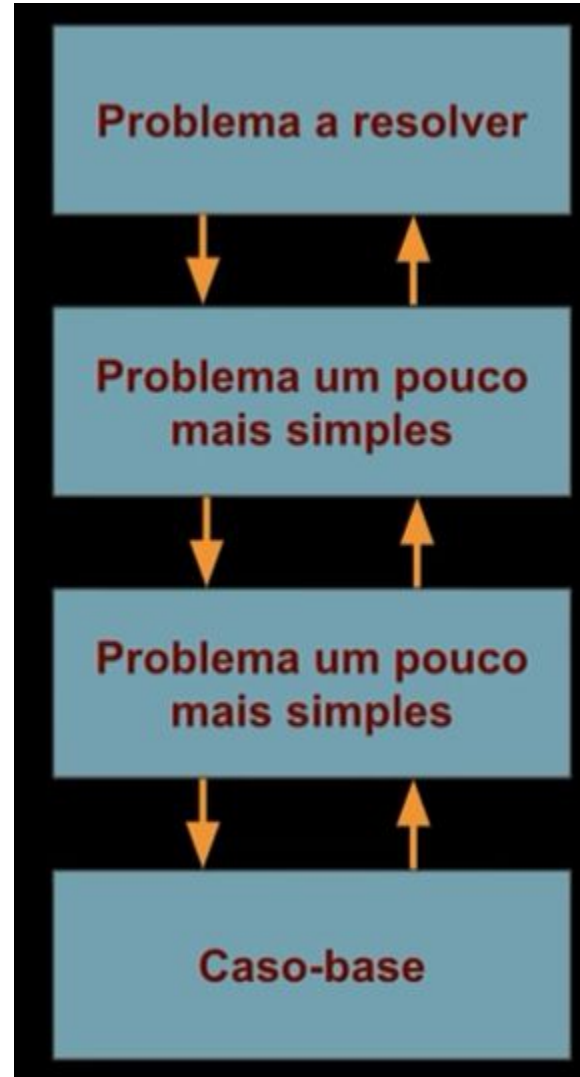 Problema a resolver
Problema um pouco
mais simples
Problema um pouco
mais simples
Caso-base